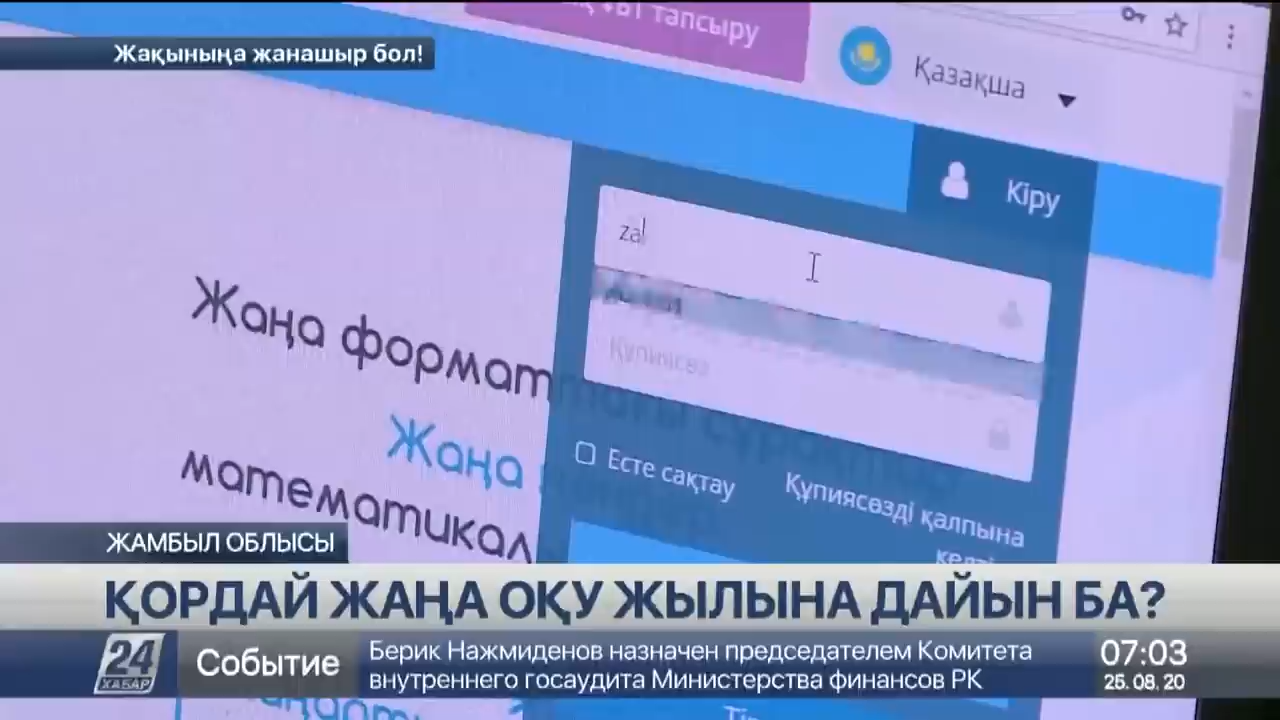 ҰБТ тапсыру
Жақыныңа жанашыр бол!
Қазақша
Кіру
za
Құпиясөз
Жаңа формат
Жаңа
математикал
Есте сақтау
Құпиясөзді қалпына
ЖАМБЫЛ ОБЛЫСЫ
ҚОРДАЙ ЖАҢА ОҚУ ЖЫЛЫНА ДАЙЫН БА?
24
ХАБАР
Событие
Берик Нажмиденов назначен председателем Комитета
внутреннего госаудита Министерства финансов РК
07:03
25.08.20